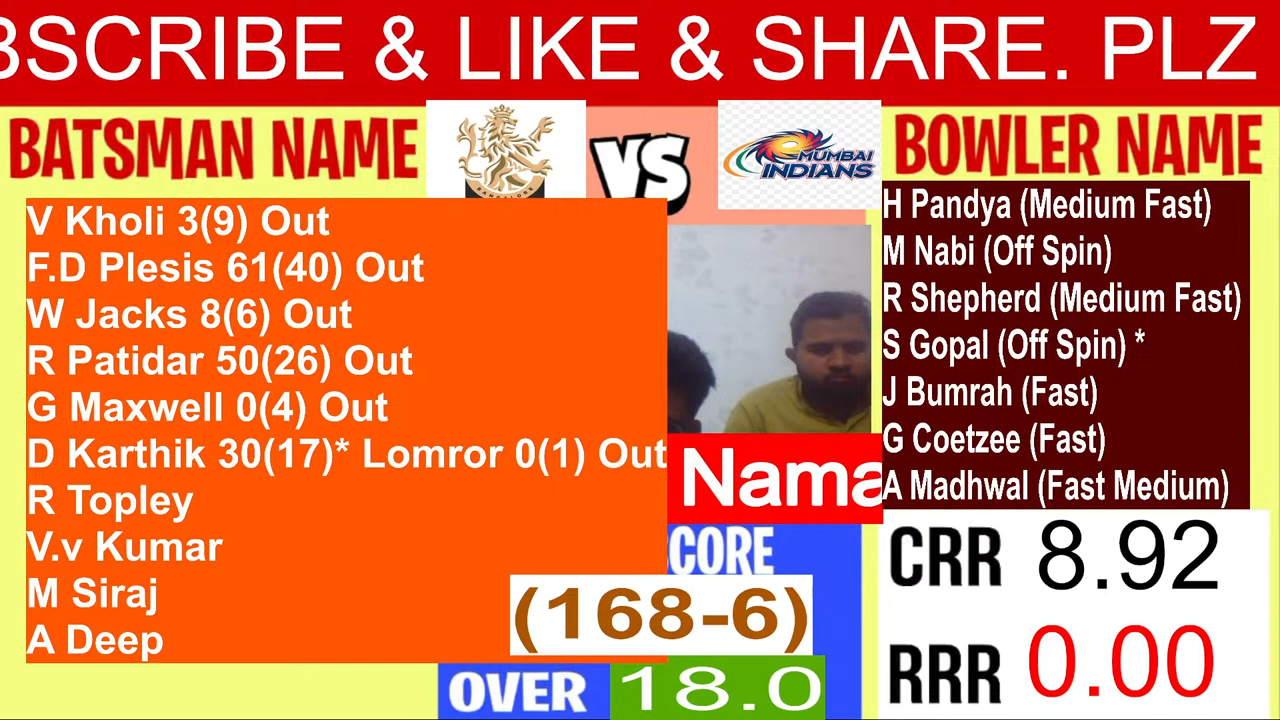 BSCRIBE & LIKE & SHARE. PLZ
BATSMAN NAME
VS
MUMBAI
INDIANS
BOWLER NAME
V Kholi 3(9) Out
F.D Plesis 61(40) Out
W Jacks 8(6) Out
R Patidar 50(26) Out
G Maxwell 0(4) Out
D Karthik 30(17)* Lomror 0(1) Out
R Topley
V.v Kumar
M Siraj
A Deep
H Pandya (Medium Fast)
M Nabi (Off Spin)
R Shepherd (Medium Fast)
S Gopal (Off Spin) *
J Bumrah (Fast)
G Coetzee (Fast)
A Madhwal (Fast Medium)
Nama
CORE
(168-6)
OVER 18.0
CRR 8.92
RRR 0.00